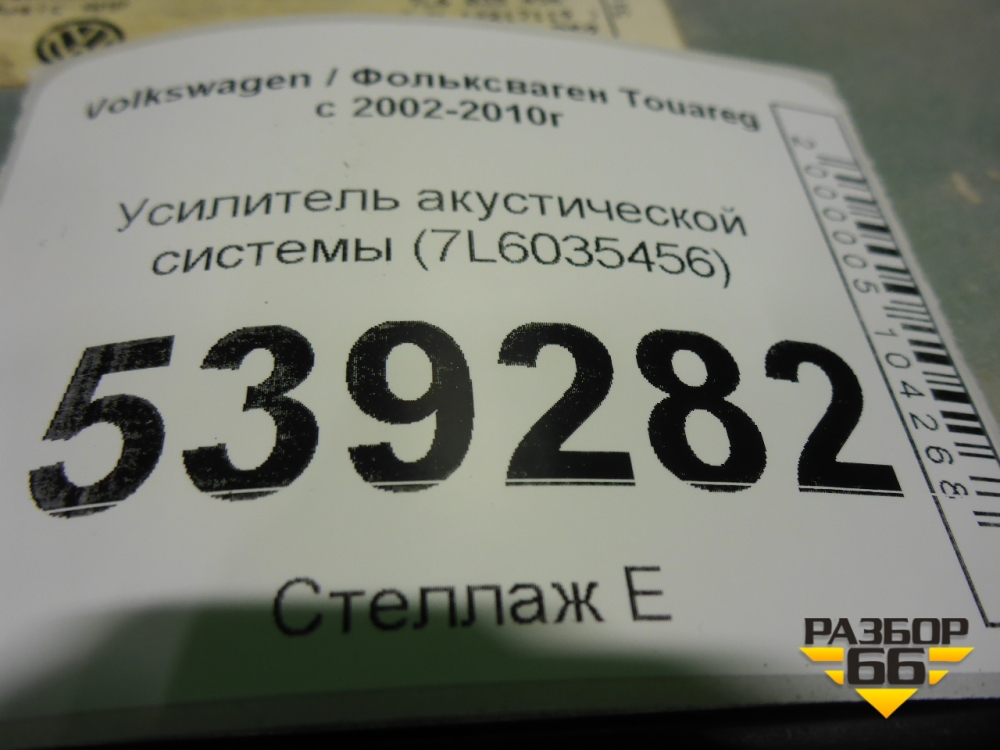 Volkswagen / Фольксваген Touareg
с 2002-2010г
Усилитель акустической
системы (7L6035456)
539282
Стеллаж E
2000005104268
РАЗБОР
66